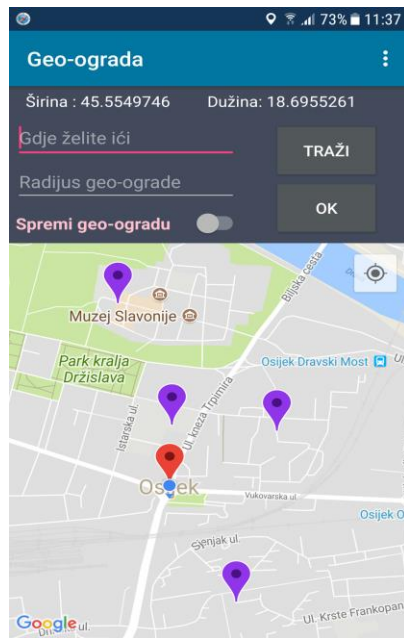 73% 11:37
Geo-ograda
Širina : 45.5549746 Dužina: 18.6955261
Gdje želite ići
TRAŽI
Radijus geo-ograde
OK
Spremi geo-ogradu
Biljska cesta
Muzej Slavonije
Park kralja
Držislava
Osijek Dravski Most
Istarska ul.
Ul. kneza Trpimira
Osijek
Vukovarska ul.
Osijek O
Sjenjak ul.
Ul. Krste Frankopan
Google
ul.